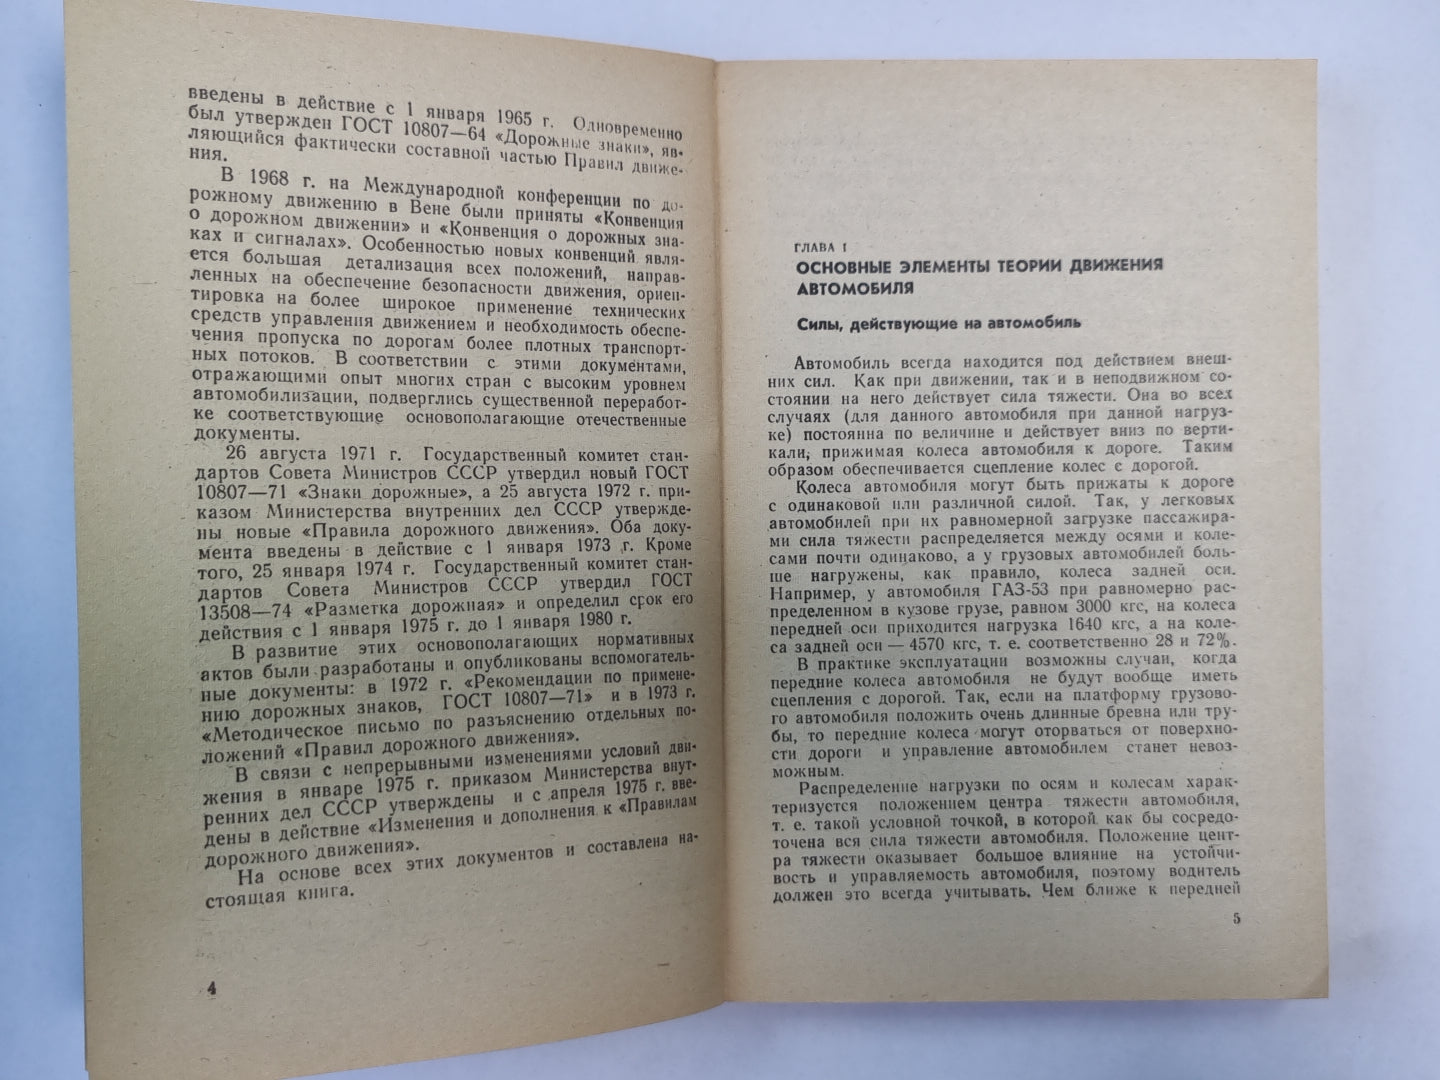 введены в действие с 1 января 1965 г. Одновременно
был утвержден ГОСТ 10807—64 «Дорожные знаки», яв-
ляющийся фактически составной частью Правил движе-
ния.
В 1968 г. на Международной конференции по до-
рожному движению в Вене были приняты «Конвенция
о дорожном движении» и «Конвенция о дорожных зна-
ках и сигналах». Особенностью новых конвенций явля-
ется большая детализация всех положений, направ-
ленных на обеспечение безопасности движения, ориен-
тировка на более широкое применение технических
средств управления движением и необходимость обеспе-
чения пропуска по дорогам более плотных транспорт-
ных потоков. В соответствии с этими документами,
отражающими опыт многих стран с высоким уровнем
автомобилизации, подверглись существенной переработ-
ке соответствующие основополагающие отечественные
документы.
26 августа 1971 г. Государственный комитет стан-
дартов Совета Министров СССР утвердил новый ГОСТ
10807—71 «Знаки дорожные», а 25 августа 1972 г. при-
казом Министерства внутренних дел СССР утвержде-
ны новые «Правила дорожного движения». Оба доку-
мента введены в действие с 1 января 1973 г. Кроме
того, 25 января 1974 г. Государственный комитет стан-
дартов Совета Министров СССР утвердил ГОСТ
13508—74 «Разметка дорожная» и определил срок его
действия с 1 января 1975 г. до 1 января 1980 г.
В развитие этих основополагающих нормативных
актов были разработаны и опубликованы вспомогатель-
ные документы: в 1972 г. «Рекомендации по примене-
нию дорожных знаков, ГОСТ 10807—71» и в 1973 г.
«Методическое письмо по разъяснению отдельных по-
ложений «Правил дорожного движения».
В связи с непрерывными изменениями условий дви-
жения в январе 1975 г. приказом Министерства внут-
ренних дел СССР утверждены и с апреля 1975 г. вве-
дены в действие «Изменения и дополнения к «Правилам
дорожного движения».
На основе всех этих документов и составлена на-
стоящая книга.
4
ГЛАВА I
ОСНОВНЫЕ ЭЛЕМЕНТЫ ТЕОРИИ ДВИЖЕНИЯ
АВТОМОБИЛЯ
Силы, действующие на автомобиль
Автомобиль всегда находится под действием внеш-
них сил. Как при движении, так и в неподвижном со-
стоянии на него действует сила тяжести. Она во всех
случаях (для данного автомобиля при данной нагруз-
ке) постоянна по величине и действует вниз по верти-
кали, прижимая колеса автомобиля к дороге. Таким
образом обеспечивается сцепление колес с дорогой.
Колеса автомобиля могут быть прижаты к дороге
с одинаковой или различной силой. Так, у легковых
автомобилей при их равномерной загрузке пассажира-
ми сила тяжести распределяется между осями и коле-
сами почти одинаково, а у грузовых автомобилей боль-
ше нагружены, как правило, колеса задней оси.
Например, у автомобиля ГАЗ-53 при равномерно рас-
пределенном в кузове грузе, равном 3000 кгс, на колеса
передней оси приходится нагрузка 1640 кгс, а на коле-
са задней оси — 4570 кгс, т. е. соответственно 28 и 72%.
В практике эксплуатации возможны случаи, когда
передние колеса автомобиля не будут вообще иметь
сцепления с дорогой. Так, если на платформу грузово-
го автомобиля положить очень длинные бревна или тру-
бы, то передние колеса могут оторваться от поверхно-
сти дороги и управление автомобилем станет невоз-
можным.
Распределение нагрузки по осям и колесам харак-
теризуется положением центра тяжести автомобиля,
т. е. такой условной точкой, в которой как бы сосредо-
точена вся сила тяжести автомобиля. Положение цент-
ра тяжести оказывает большое влияние на устойчи-
вость и управляемость автомобиля, поэтому водитель
должен это всегда учитывать. Чем ближе к передней
5